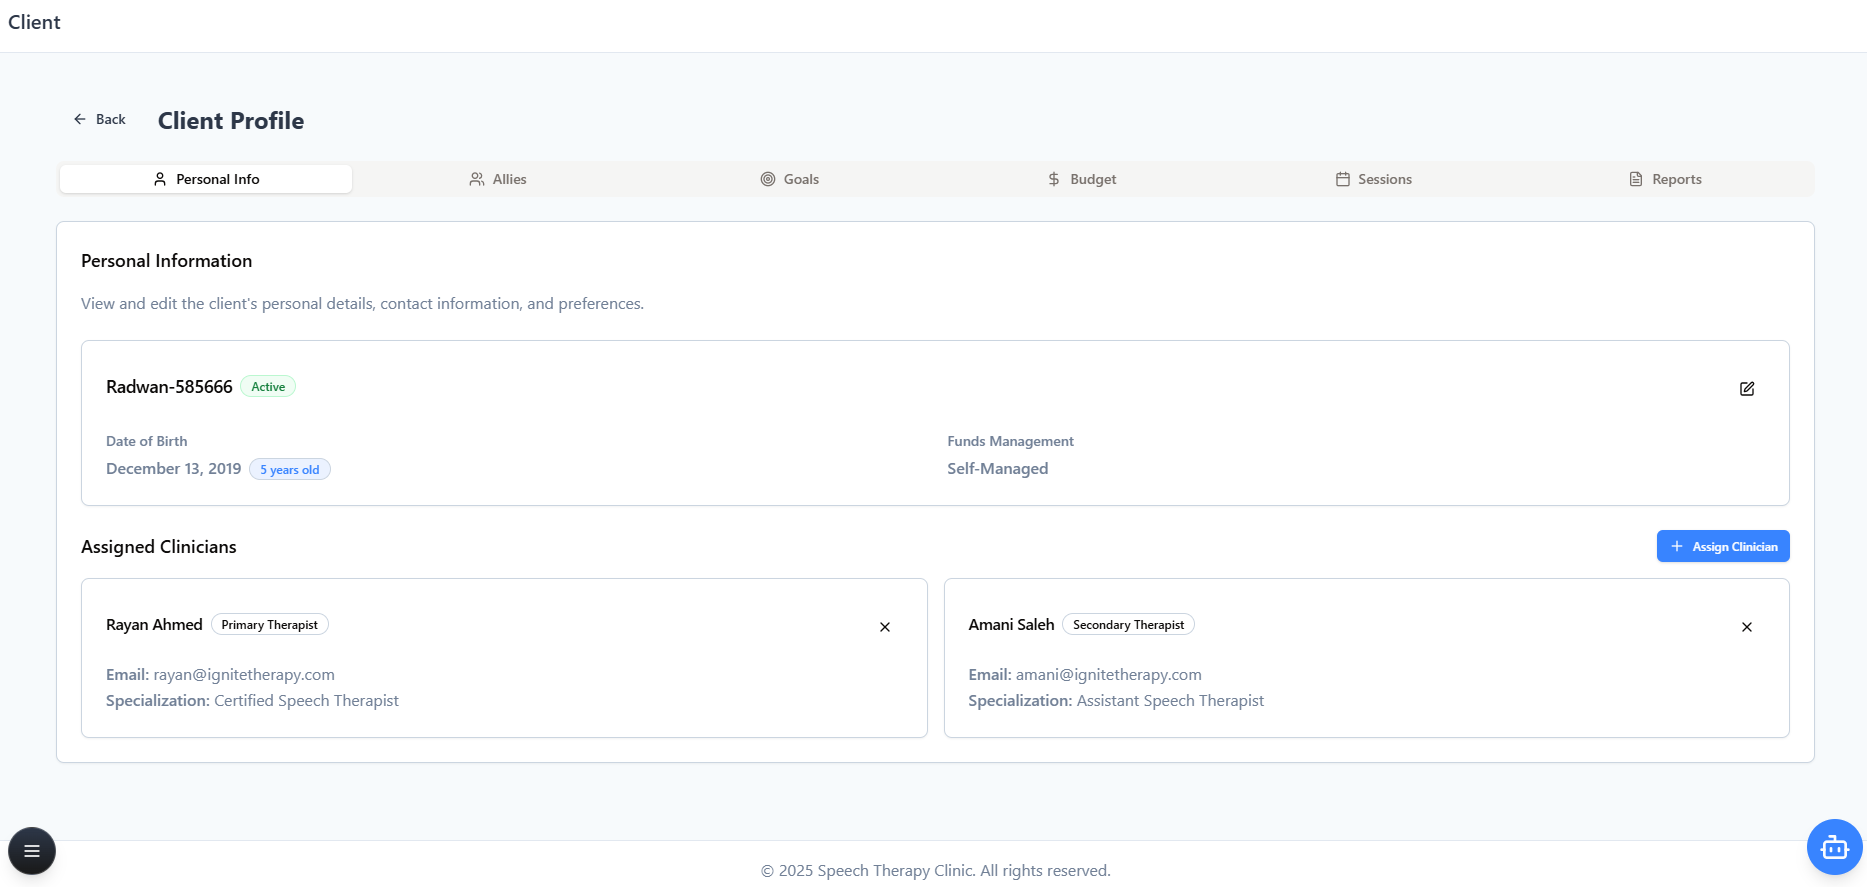 Client
Back
Client Profile
Personal Info
Allies
Goals
Budget
Sessions
Reports
Personal Information
View and edit the client's personal details, contact information, and preferences.
Radwan-585666 Active
Date of Birth
December 13, 2019 5 years old
Funds Management
Self-Managed
Assigned Clinicians
+ Assign Clinician
Rayan Ahmed Primary Therapist
Email: rayan@ignitetherapy.com
Specialization: Certified Speech Therapist
Amani Saleh Secondary Therapist
Email: amani@ignitetherapy.com
Specialization: Assistant Speech Therapist
© 2025 Speech Therapy Clinic. All rights reserved.